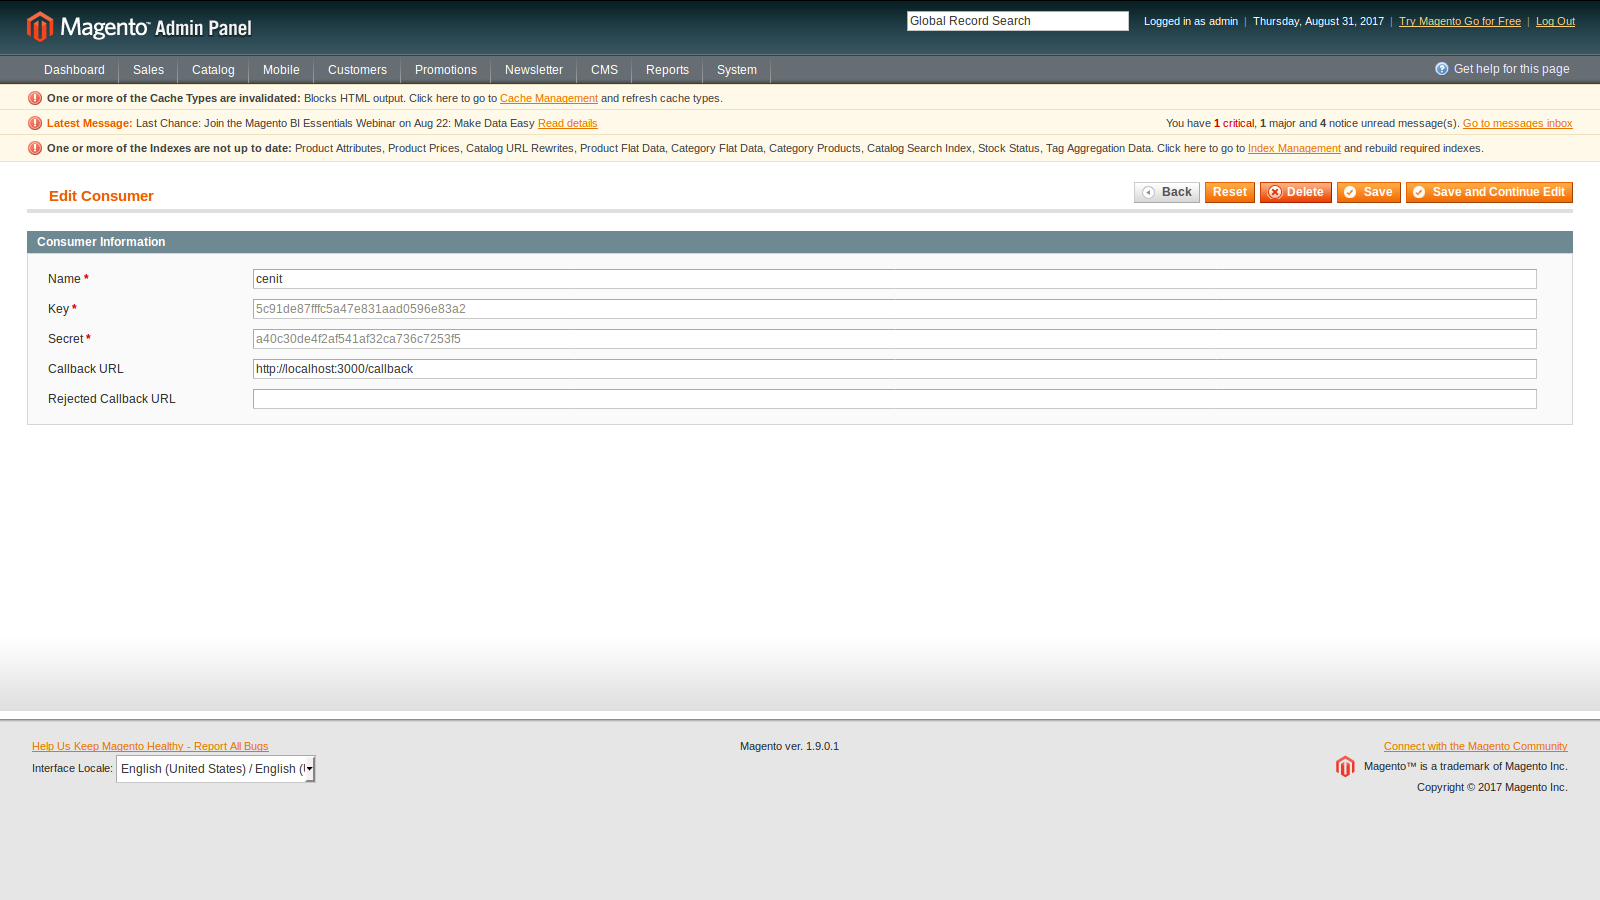 Magento™ Admin Panel
Global Record Search
Logged in as admin | Thursday, August 31, 2017 | Try Magento Go for Free | Log Out
Dashboard Sales Catalog Mobile Customers Promotions Newsletter CMS Reports System
Get help for this page
One or more of the Cache Types are invalidated: Blocks HTML output. Click here to go to Cache Management and refresh cache types.
Latest Message: Last Chance: Join the Magento BI Essentials Webinar on Aug 22: Make Data Easy Read details
You have 1 critical, 1 major and 4 notice unread message(s). Go to messages inbox
One or more of the Indexes are not up to date: Product Attributes, Product Prices, Catalog URL Rewrites, Product Flat Data, Category Flat Data, Category Products, Catalog Search Index, Stock Status, Tag Aggregation Data. Click here to go to Index Management and rebuild required indexes.
Edit Consumer
Back Reset Delete Save Save and Continue Edit
Consumer Information
Name * cenit
Key * 5c91de87fffc5a47e831aad0596e83a2
Secret * a40c30de4f2af541af32ca736c7253f5
Callback URL http://localhost:3000/callback
Rejected Callback URL
Help Us Keep Magento Healthy - Report All Bugs
Interface Locale: English (United States) / English (
Magento ver. 1.9.0.1
Connect with the Magento Community
Magento™ is a trademark of Magento Inc.
Copyright © 2017 Magento Inc.